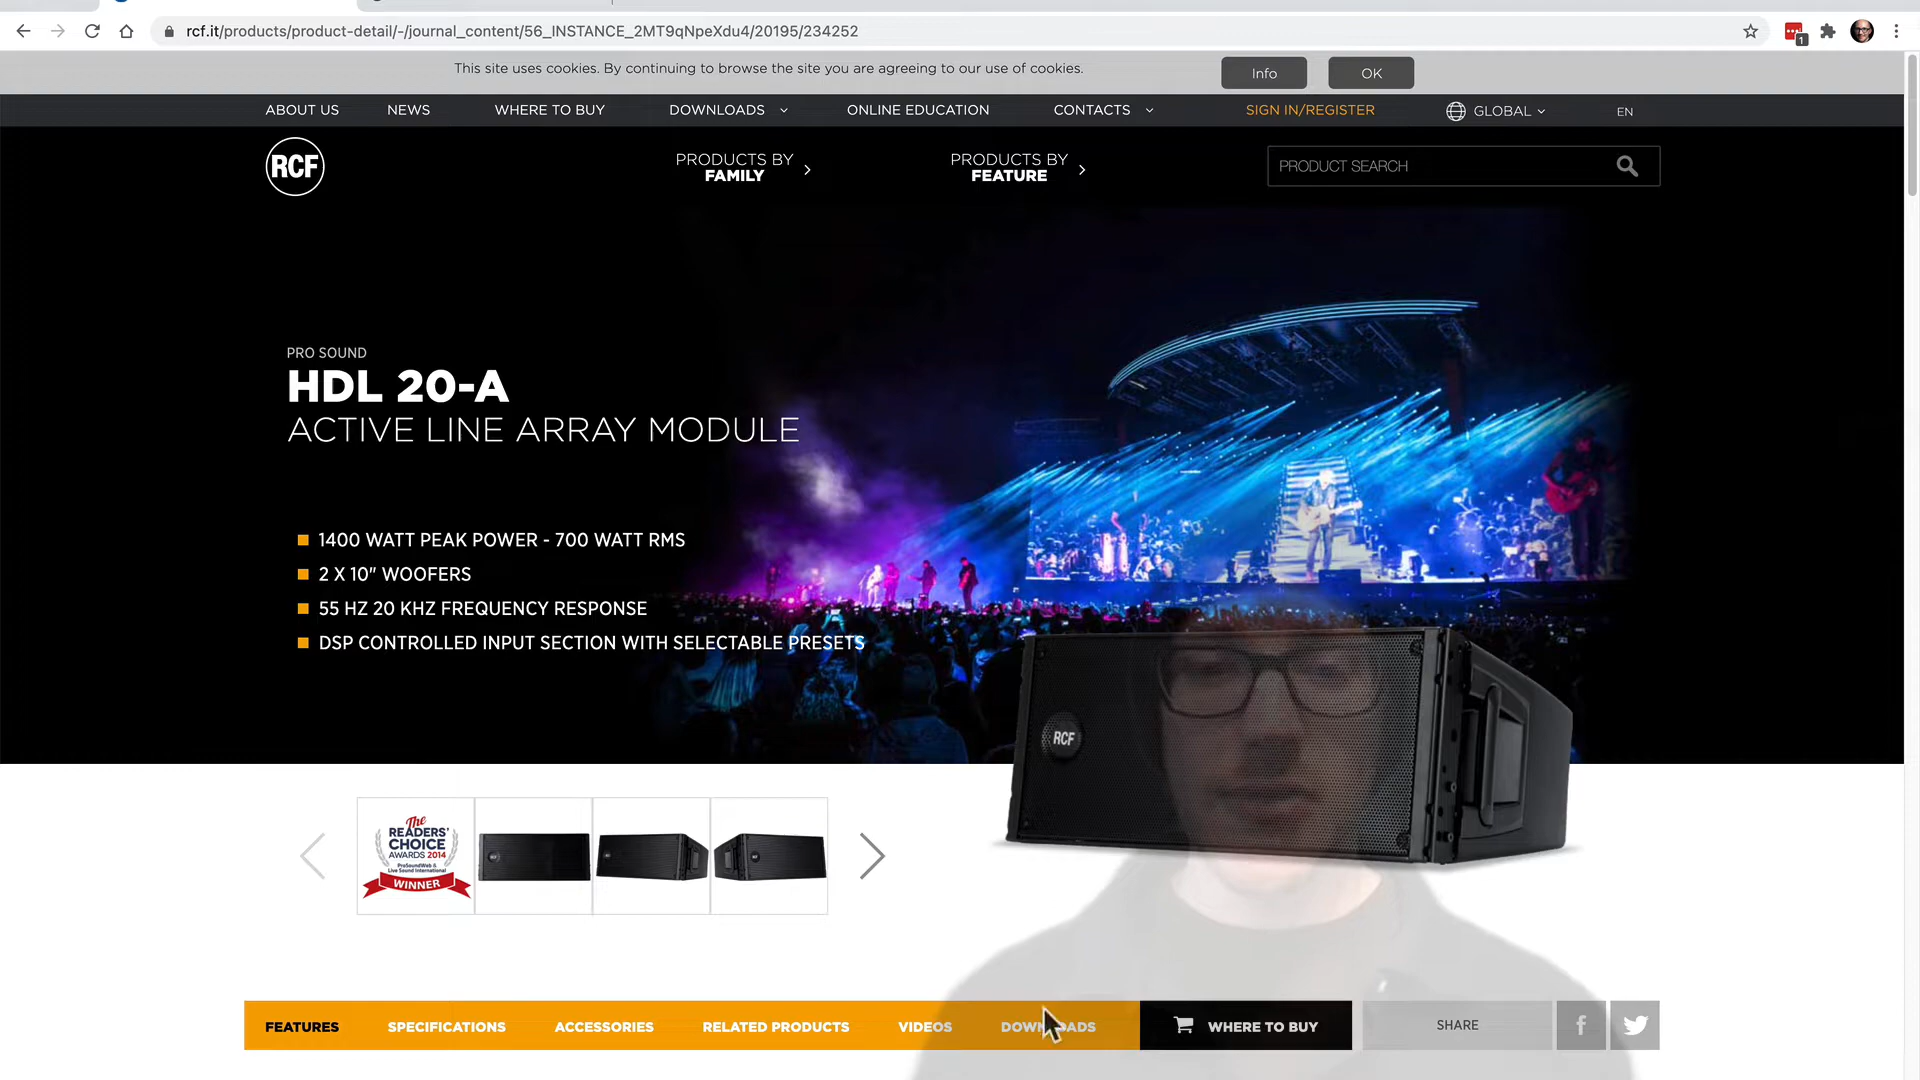 rcf.it/products/product-detail/-/journal_content/56_INSTANCE_2MT9qNpeXdu4/20195/234252
1
This site uses cookies. By continuing to browse the site you are agreeing to our use of cookies.
Info
OK
ABOUT US
NEWS
WHERE TO BUY
DOWNLOADS
ONLINE EDUCATION
CONTACTS
SIGN IN/REGISTER
GLOBAL
EN
RCF
PRODUCTS BY
FAMILY
PRODUCTS BY
FEATURE
PRODUCT SEARCH
PRO SOUND
HDL 20-A
ACTIVE LINE ARRAY MODULE
1400 WATT PEAK POWER - 700 WATT RMS
2 X 10" WOOFERS
55 HZ 20 KHZ FREQUENCY RESPONSE
DSP CONTROLLED INPUT SECTION WITH SELECTABLE PRESETS
RCF
The
READERS'
CHOICE
AWARDS 2014
ProSoundWeb &
Live Sound International
WINNER
FEATURES
SPECIFICATIONS
ACCESSORIES
RELATED PRODUCTS
VIDEOS
DOWNLOADS
WHERE TO BUY
SHARE